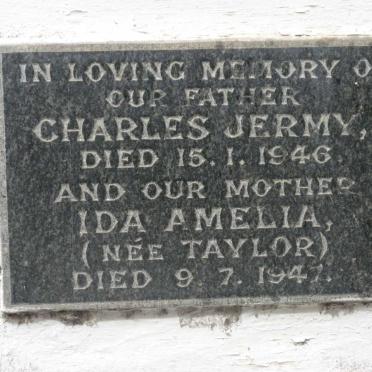 IN LOVING MEMORY O
OUR FATHER
CHARLES JERMY,
DIED 15.1.1946.
AND OUR MOTHER
IDA AMELIA,
(NÉE TAYLOR)
DIED 9.7.1947.